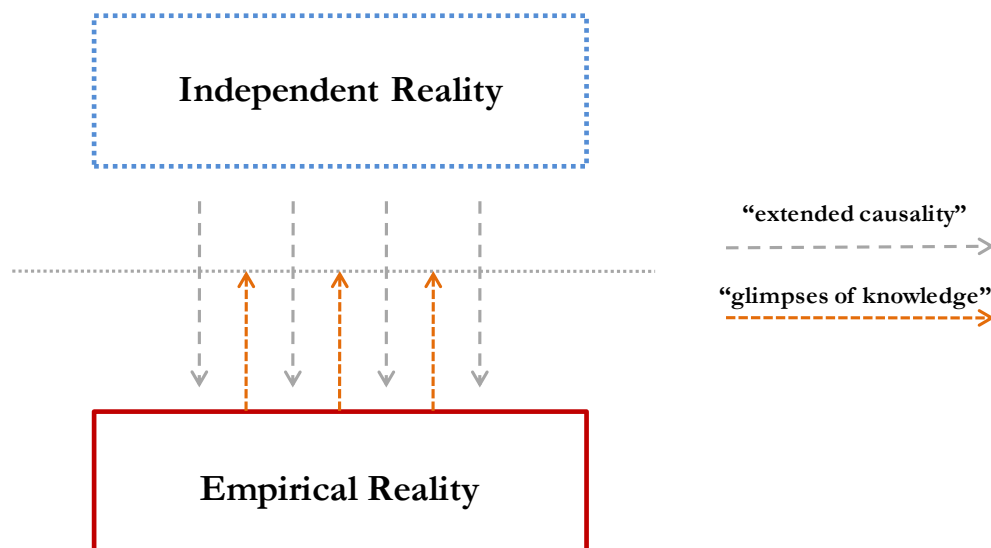 Independent Reality
“extended causality”
“glimpses of knowledge”
Empirical Reality